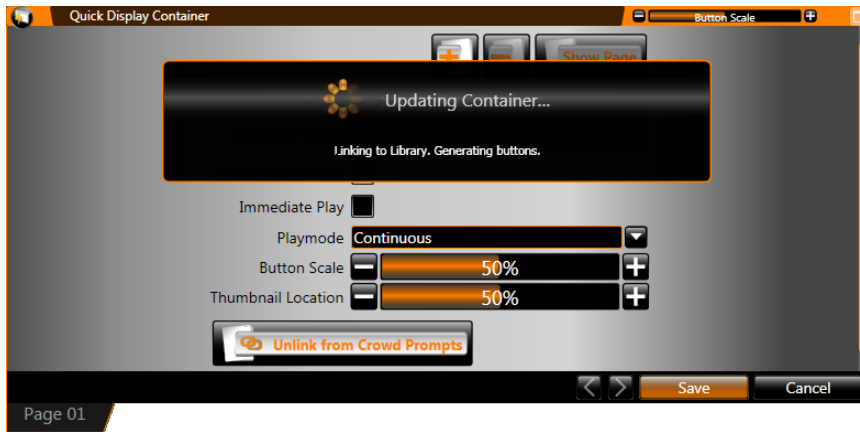 Quick Display Container
Button Scale
Show Page
Updating Container...
Linking to Library. Generating buttons.
Immediate Play
Playmode Continuous
Button Scale 50%
Thumbnail Location 50%
Unlink from Crowd Prompts
Save Cancel
Page 01